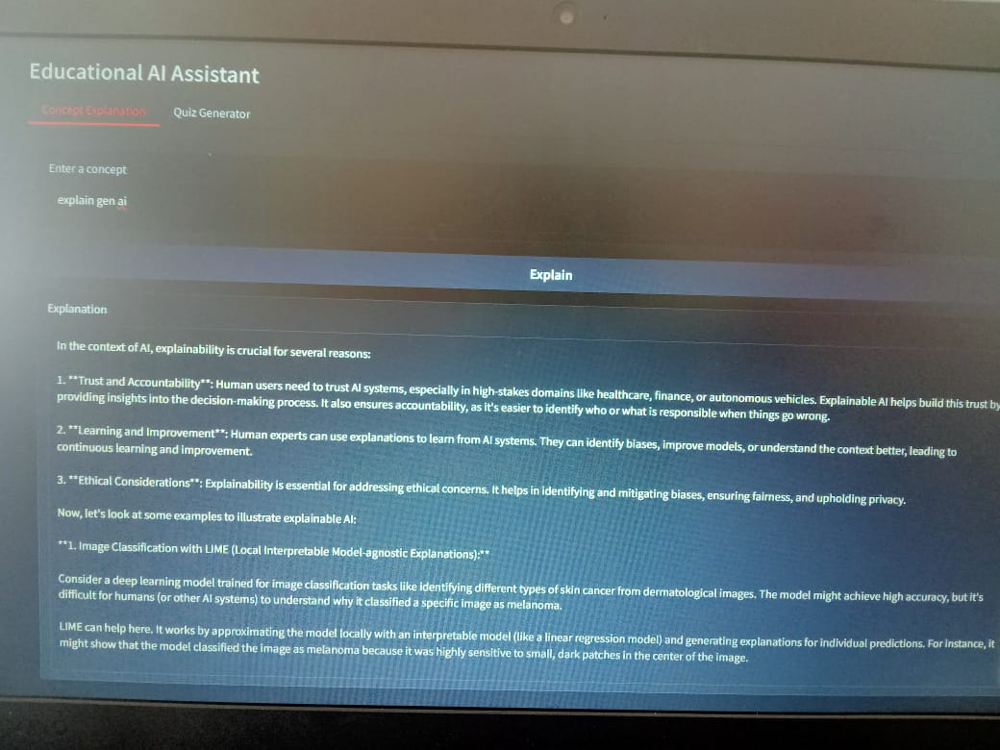 Educational AI Assistant
Concept Explanation Quiz Generator
Enter a concept
explain gen ai
Explain
Explanation
In the context of AI, explainability is crucial for several reasons:
1. **Trust and Accountability**: Human users need to trust AI systems, especially in high-stakes domains like healthcare, finance, or autonomous vehicles. Explainable AI helps build this trust by
providing insights into the decision-making process. It also ensures accountability, as it's easier to identify who or what is responsible when things go wrong.
2. **Learning and Improvement**: Human experts can use explanations to learn from AI systems. They can identify biases, improve models, or understand the context better, leading to
continuous learning and improvement.
3. **Ethical Considerations**: Explainability is essential for addressing ethical concerns. It helps in identifying and mitigating biases, ensuring fairness, and upholding privacy.
Now, let's look at some examples to illustrate explainable AI:
**1. Image Classification with LIME (Local Interpretable Model-agnostic Explanations):**
Consider a deep learning model trained for image classification tasks like identifying different types of skin cancer from dermatological images. The model might achieve high accuracy, but it's
difficult for humans (or other AI systems) to understand why it classified a specific image as melanoma.
LIME can help here. It works by approximating the model locally with an interpretable model (like a linear regression model) and generating explanations for individual predictions. For instance, it
might show that the model classified the image as melanoma because it was highly sensitive to small, dark patches in the center of the image.